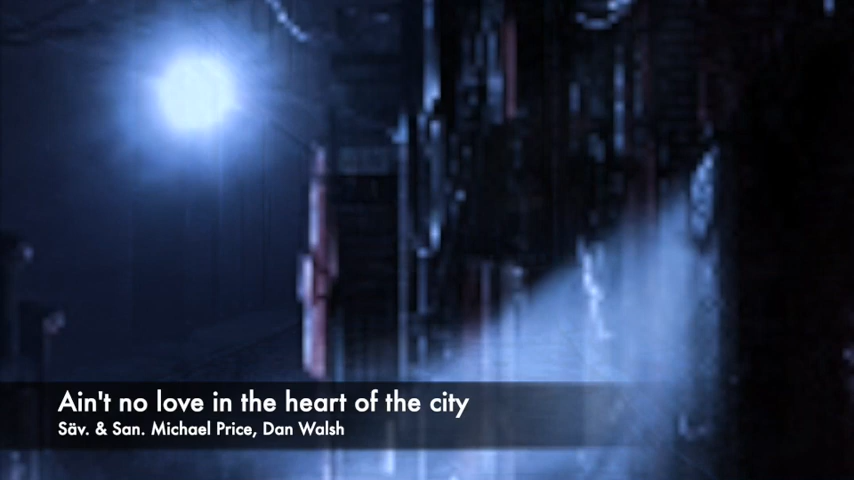 Ain't no love in the heart of the city
Säv. & San. Michael Price, Dan Walsh